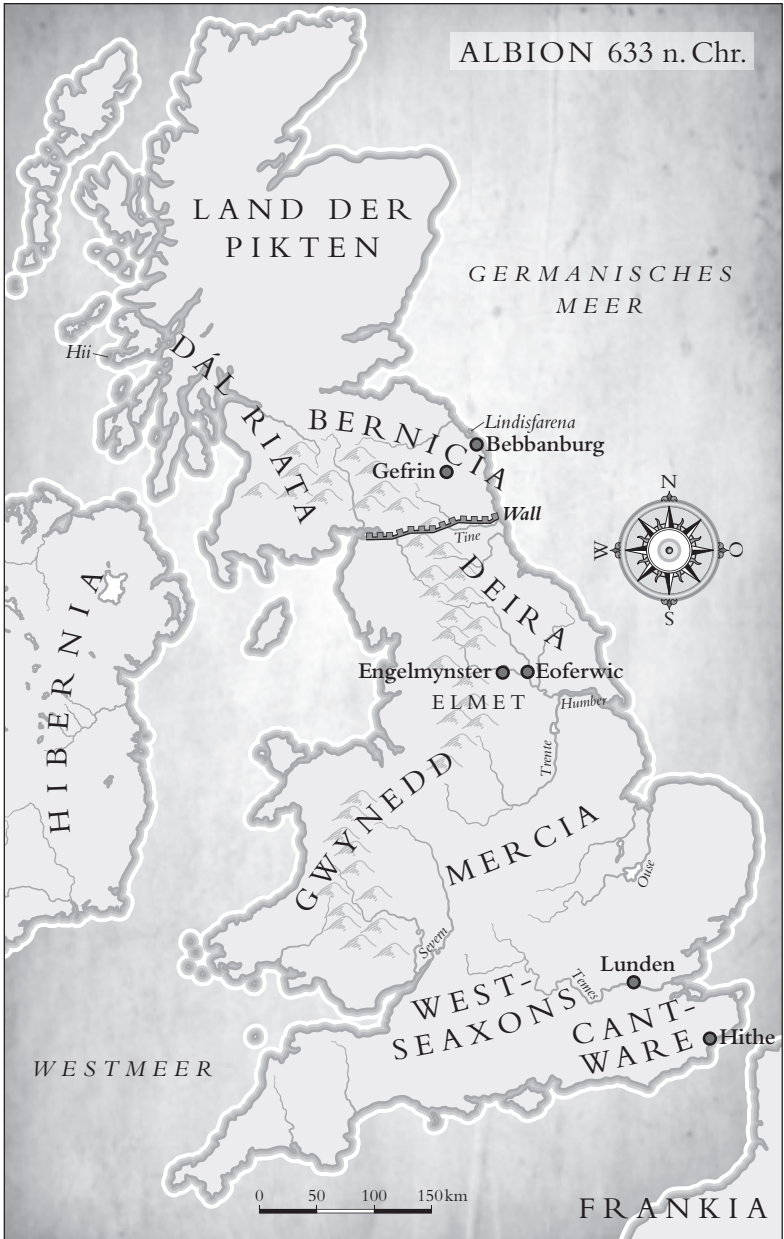 ALBION 633 n. Chr.
LAND DER
PIKTEN
GERMANISCHES
MEER
Hii
DÁL RIATA
BERNICIA
Lindisfarena
Bebbanburg
Gefrin
Wall
Tine
N
W
O
S
DEIRA
HIBERNIA
Engelmynster
Eoferwic
ELMET
Humber
Trente
GWYNEDD
MERCIA
Ouse
Severn
Lunden
Temes
WEST-
SEAXONS
CANT-
WARE
Hithe
WESTMEER
0 50 100 150 km
FRANKIA